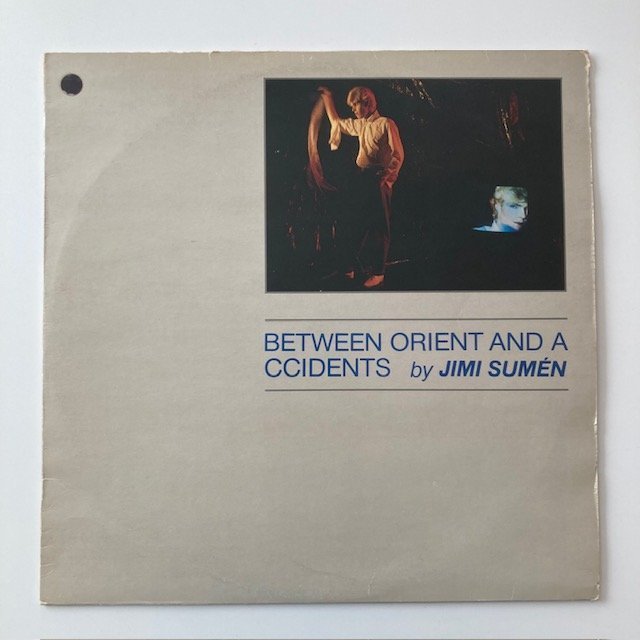 BETWEEN ORIENT AND A
CCIDENTS by JIMI SUMÉN